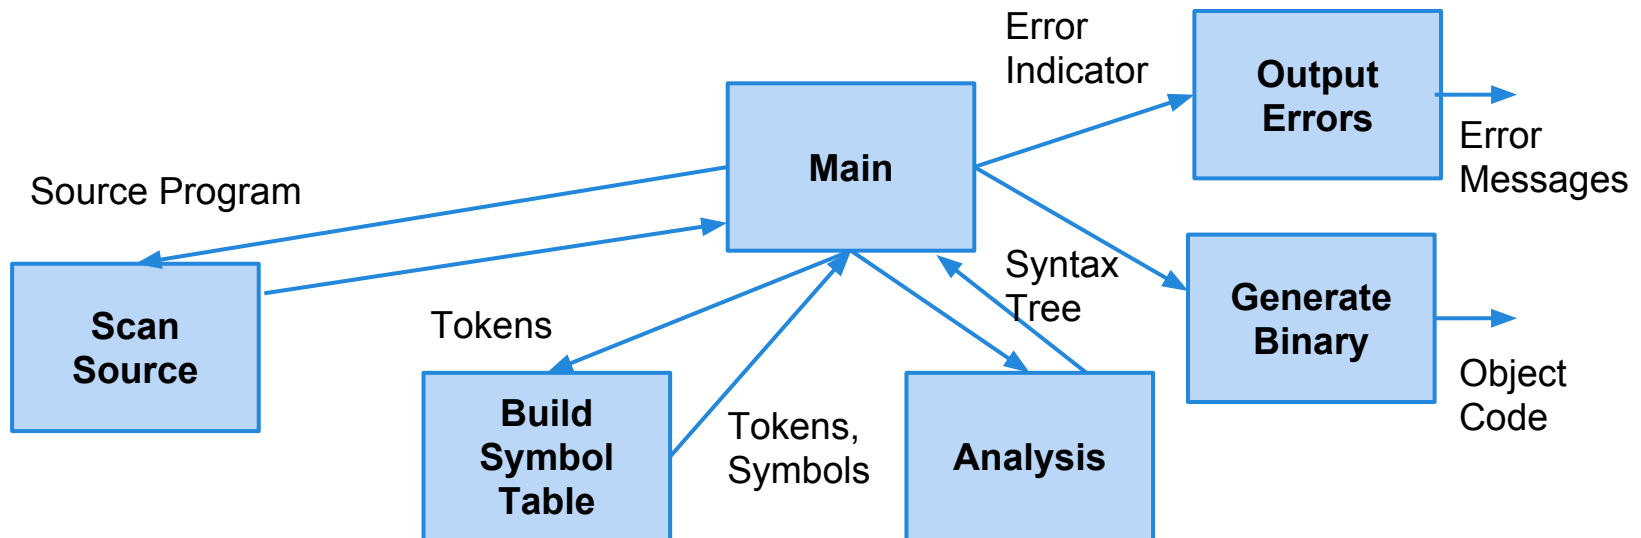 Error
Indicator
Output
Errors
Error
Messages
Main
Source Program
Scan
Source
Tokens
Build
Symbol
Table
Tokens,
Symbols
Syntax
Tree
Analysis
Generate
Binary
Object
Code